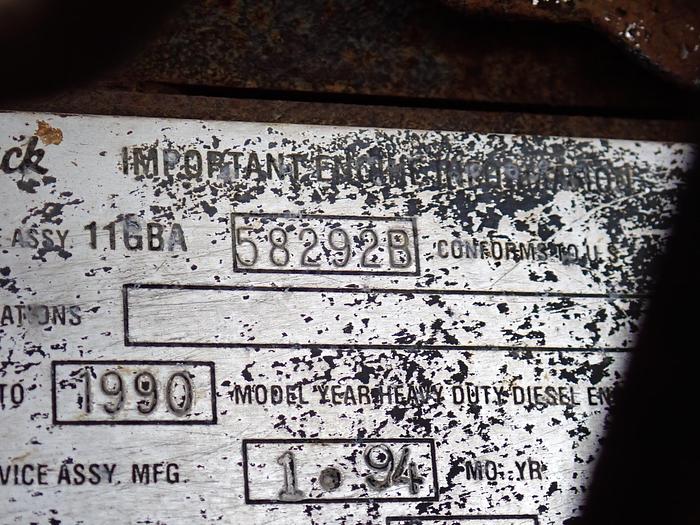 ck IMPORTANT ENGINE INFORMATION
ASSY 11GBA 58292B CONFORMS TO U.S
ATIONS
TO 1990 MODEL YEAR HEAVY DUTY DIESEL EN
VICE ASSY. MFG. 1 • 94 MO. YR